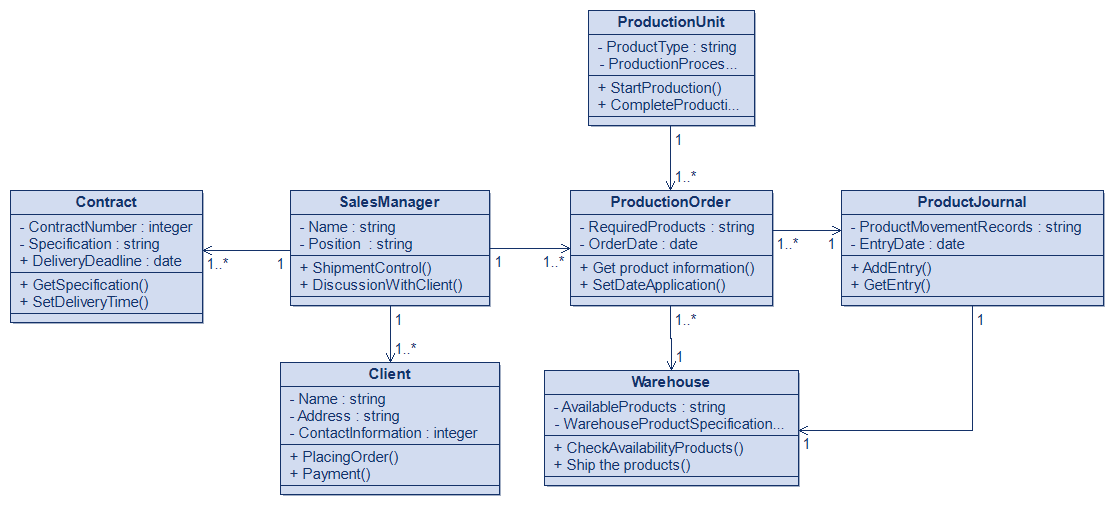 ProductionUnit
- ProductType : string
- ProductionProces...
+ StartProduction()
+ CompleteProducti...
1
1..*
Contract
- ContractNumber : integer
- Specification : string
+ DeliveryDeadline : date
+ GetSpecification()
+ SetDeliveryTime()
1..*
1
SalesManager
- Name : string
- Position  : string
+ ShipmentControl()
+ DiscussionWithClient()
1
1..*
ProductionOrder
- RequiredProducts : string
- OrderDate : date
+ Get product information()
+ SetDateApplication()
1..*
1
ProductJournal
- ProductMovementRecords : string
- EntryDate : date
+ AddEntry()
+ GetEntry()
1
1..*
Client
- Name : string
- Address : string
- ContactInformation : integer
+ PlacingOrder()
+ Payment()
1..*
1
Warehouse
- AvailableProducts : string
- WarehouseProductSpecification...
+ CheckAvailabilityProducts()
+ Ship the products()
1
1